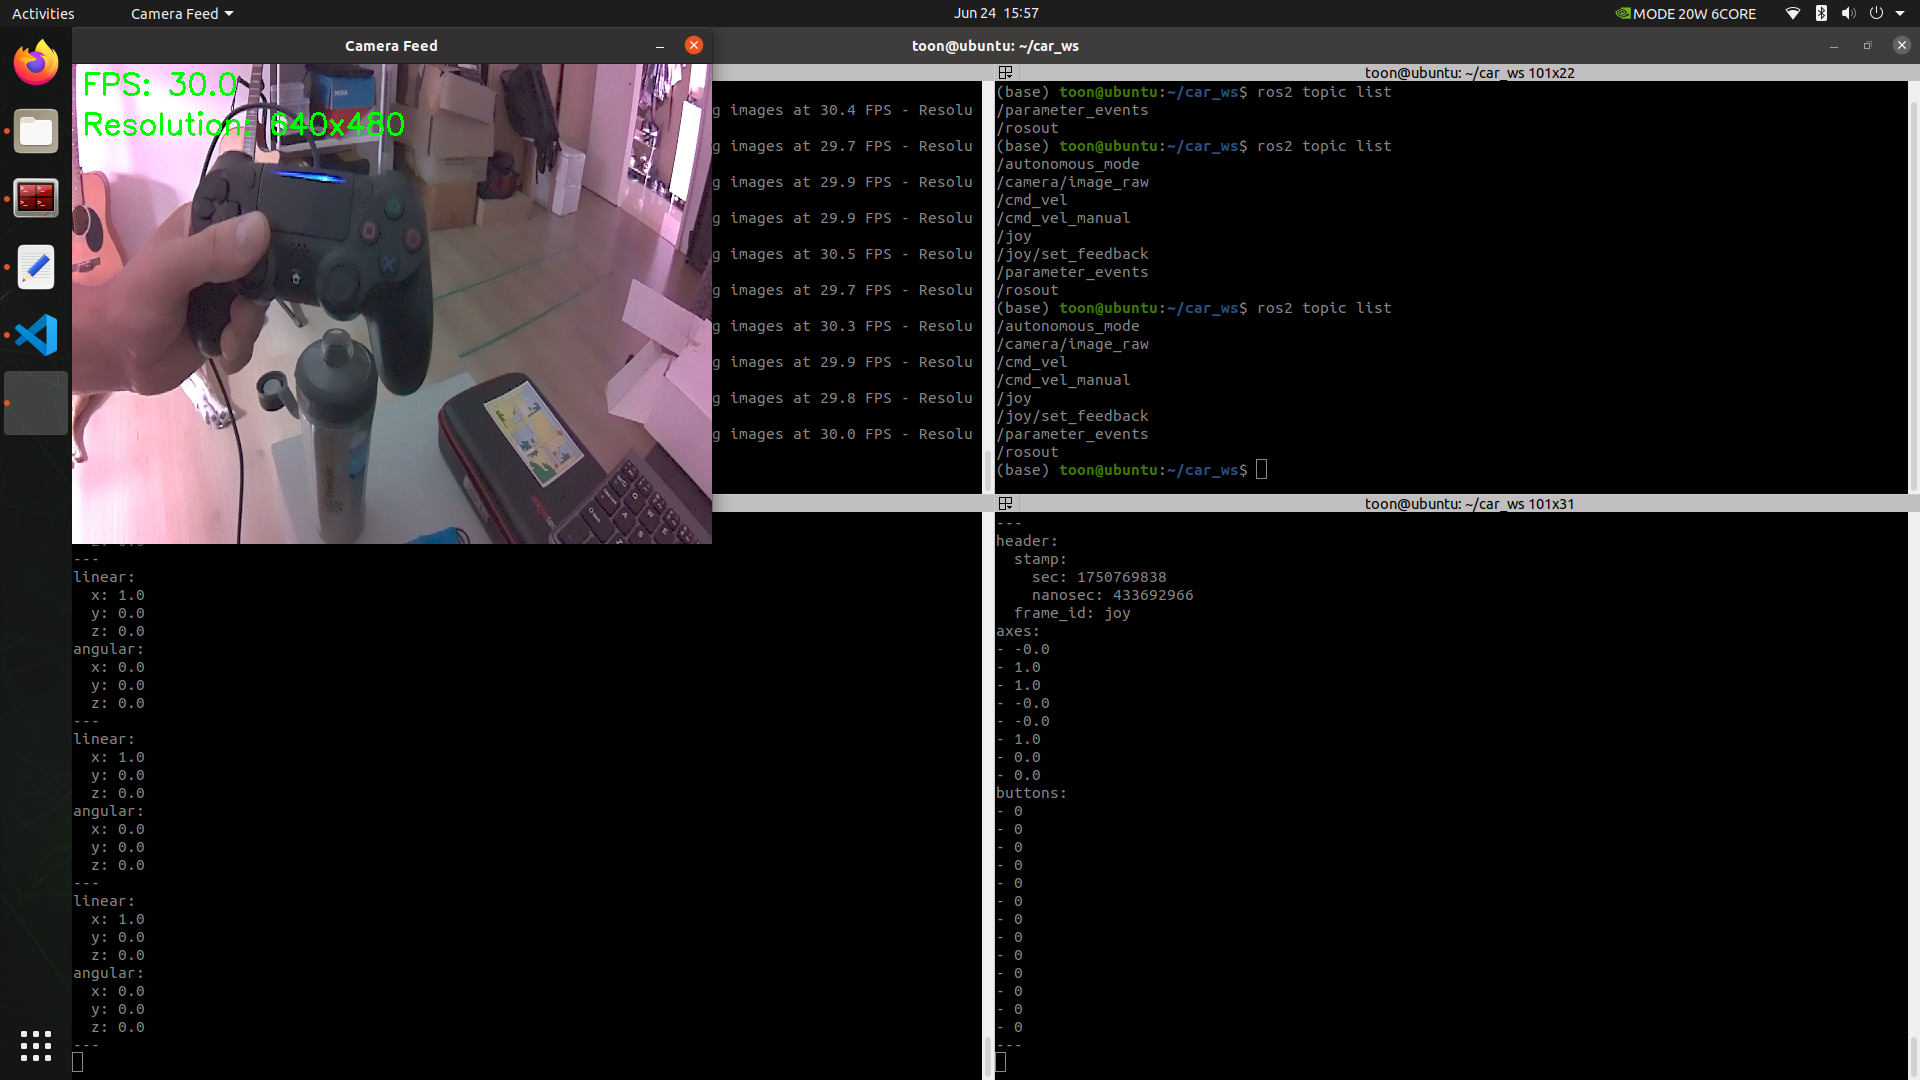 Activities
Camera Feed
Jun 24 15:57
MODE 20W 6CORE
Camera Feed
toon@ubuntu: ~/car_ws
FPS: 30.0
Resolution: 640x480
g images at 30.4 FPS - Resolu
g images at 29.7 FPS - Resolu
g images at 29.9 FPS - Resolu
g images at 29.9 FPS - Resolu
g images at 30.5 FPS - Resolu
g images at 29.7 FPS - Resolu
g images at 30.3 FPS - Resolu
g images at 29.9 FPS - Resolu
g images at 29.8 FPS - Resolu
g images at 30.0 FPS - Resolu
toon@ubuntu: ~/car_ws 101x22
(base) toon@ubuntu:~/car_ws$ ros2 topic list
/parameter_events
/rosout
(base) toon@ubuntu:~/car_ws$ ros2 topic list
/autonomous_mode
/camera/image_raw
/cmd_vel
/cmd_vel_manual
/joy
/joy/set_feedback
/parameter_events
/rosout
(base) toon@ubuntu:~/car_ws$ ros2 topic list
/autonomous_mode
/camera/image_raw
/cmd_vel
/cmd_vel_manual
/joy
/joy/set_feedback
/parameter_events
/rosout
(base) toon@ubuntu:~/car_ws$
---
linear:
x: 1.0
y: 0.0
z: 0.0
angular:
x: 0.0
y: 0.0
z: 0.0
---
linear:
x: 1.0
y: 0.0
z: 0.0
angular:
x: 0.0
y: 0.0
z: 0.0
---
linear:
x: 1.0
y: 0.0
z: 0.0
angular:
x: 0.0
y: 0.0
z: 0.0
---
toon@ubuntu: ~/car_ws 101x31
---
header:
stamp:
sec: 1750769838
nanosec: 433692966
frame_id: joy
axes:
- -0.0
- 1.0
- 1.0
- -0.0
- -0.0
- 1.0
- 0.0
- 0.0
buttons:
- 0
- 0
- 0
- 0
- 0
- 0
- 0
- 0
- 0
- 0
- 0
- 0
- 0
---